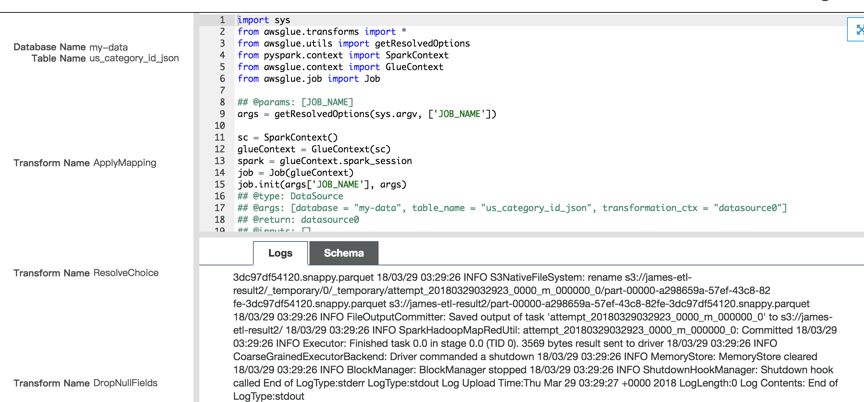 Database Name my-data
Table Name us_category_id_json
Transform Name ApplyMapping
Transform Name ResolveChoice
Transform Name DropNullFields
1 import sys
2 from awsglue.transforms import *
3 from awsglue.utils import getResolvedOptions
4 from pyspark.context import SparkContext
5 from awsglue.context import GlueContext
6 from awsglue.job import Job
7
8 ## @params: [JOB_NAME]
9 args = getResolvedOptions(sys.argv, ['JOB_NAME'])
10
11 sc = SparkContext()
12 glueContext = GlueContext(sc)
13 spark = glueContext.spark_session
14 job = Job(glueContext)
15 job.init(args['JOB_NAME'], args)
16 ## @type: DataSource
17 ## @args: [database = "my-data", table_name = "us_category_id_json", transformation_ctx = "datasource0"]
18 ## @return: datasource0
19 ## @inputs: []
Logs Schema
3dc97df54120.snappy.parquet 18/03/29 03:29:26 INFO S3NativeFileSystem: rename s3://james-etl-
result2/_temporary/0/_temporary/attempt_20180329032923_0000_m_000000_0/part-00000-a298659a-57ef-43c8-82
fe-3dc97df54120.snappy.parquet s3://james-etl-result2/part-00000-a298659a-57ef-43c8-82fe-3dc97df54120.snappy.parquet
18/03/29 03:29:26 INFO FileOutputCommitter: Saved output of task 'attempt_20180329032923_0000_m_000000_0' to s3://james-
etl-result2/ 18/03/29 03:29:26 INFO SparkHadoopMapRedUtil: attempt_20180329032923_0000_m_000000_0: Committed 18/03/29
03:29:26 INFO Executor: Finished task 0.0 in stage 0.0 (TID 0). 3569 bytes result sent to driver 18/03/29 03:29:26 INFO
CoarseGrainedExecutorBackend: Driver commanded a shutdown 18/03/29 03:29:26 INFO MemoryStore: MemoryStore cleared
18/03/29 03:29:26 INFO BlockManager: BlockManager stopped 18/03/29 03:29:26 INFO ShutdownHookManager: Shutdown hook
called End of LogType:stderr LogType:stdout Log Upload Time:Thu Mar 29 03:29:27 +0000 2018 LogLength:0 Log Contents: End of
LogType:stdout